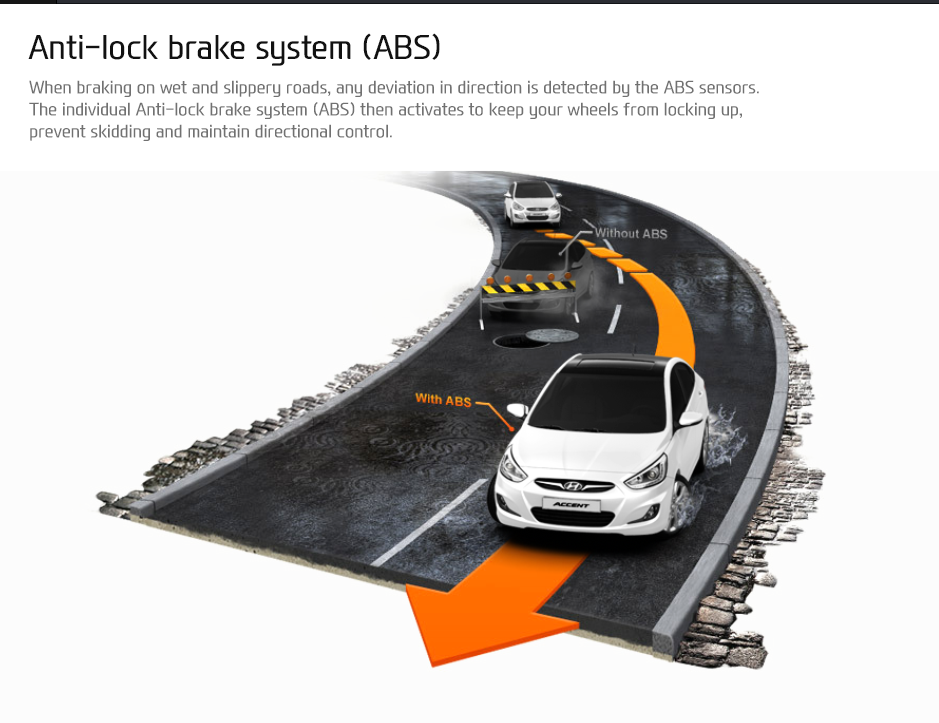 Anti-lock brake system (ABS)
When braking on wet and slippery roads, any deviation in direction is detected by the ABS sensors.
The individual Anti-lock brake system (ABS) then activates to keep your wheels from locking up,
prevent skidding and maintain directional control.
Without ABS
With ABS
ACCENT